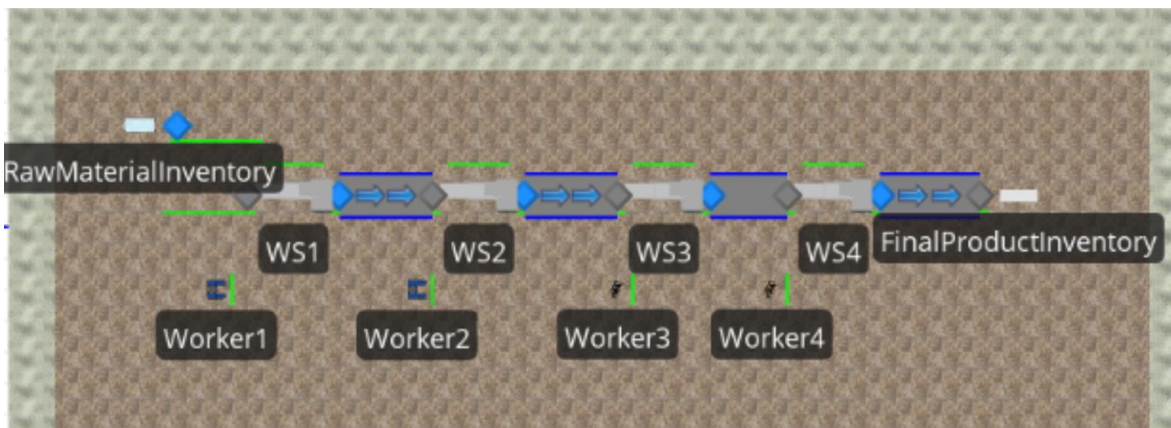 RawMaterialInventory
WS1
WS2
WS3
WS4
FinalProductInventory
Worker1
Worker2
Worker3
Worker4